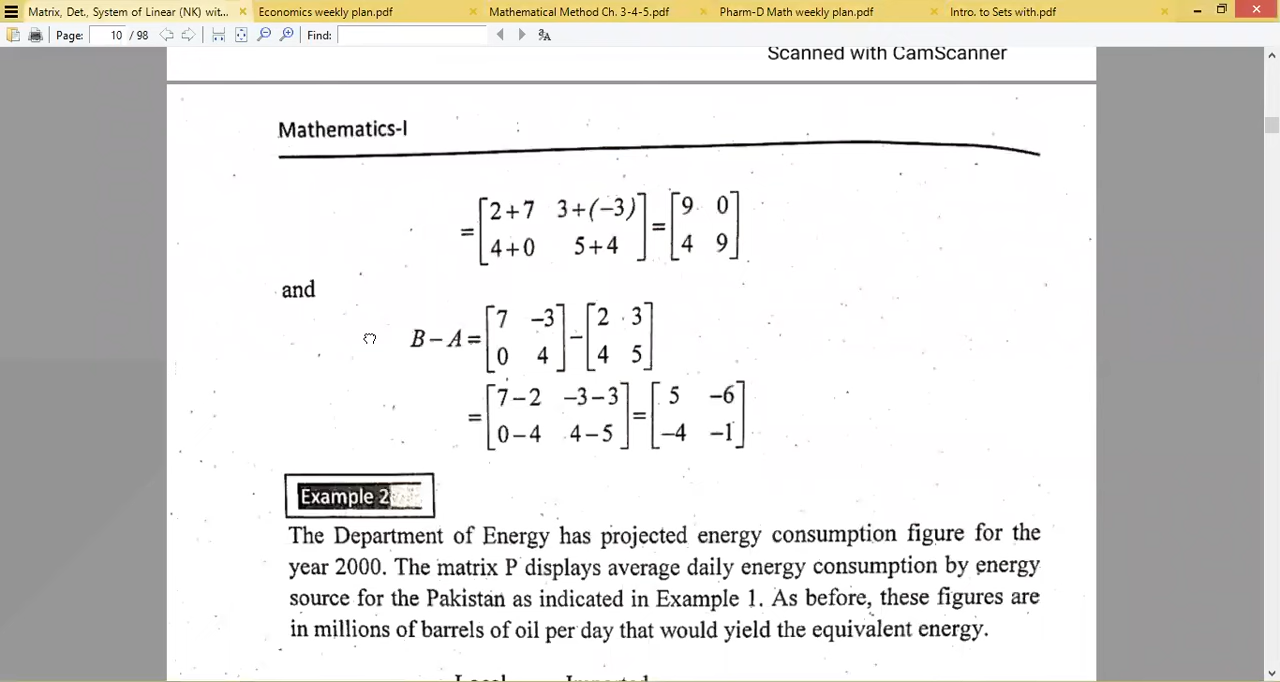 Matrix, Det., System of Linear (NK) wit... Economics weekly plan.pdf Mathematical Method Ch. 3-4-5.pdf Pharm-D Math weekly plan.pdf Intro. to Sets with.pdf
Page: 10 / 98 Find:
Scanned with CamScanner
Mathematics-I
= [2+7 3+(−3)] = [9 0]
[4+0 5+4] [4 9]
and
B − A = [7 −3] − [2 3]
[0 4] [4 5]
= [7−2 −3−3] = [5 −6]
[0−4 4−5] [−4 −1]
Example 2
The Department of Energy has projected energy consumption figure for the
year 2000. The matrix P displays average daily energy consumption by energy
source for the Pakistan as indicated in Example 1. As before, these figures are
in millions of barrels of oil per day that would yield the equivalent energy.